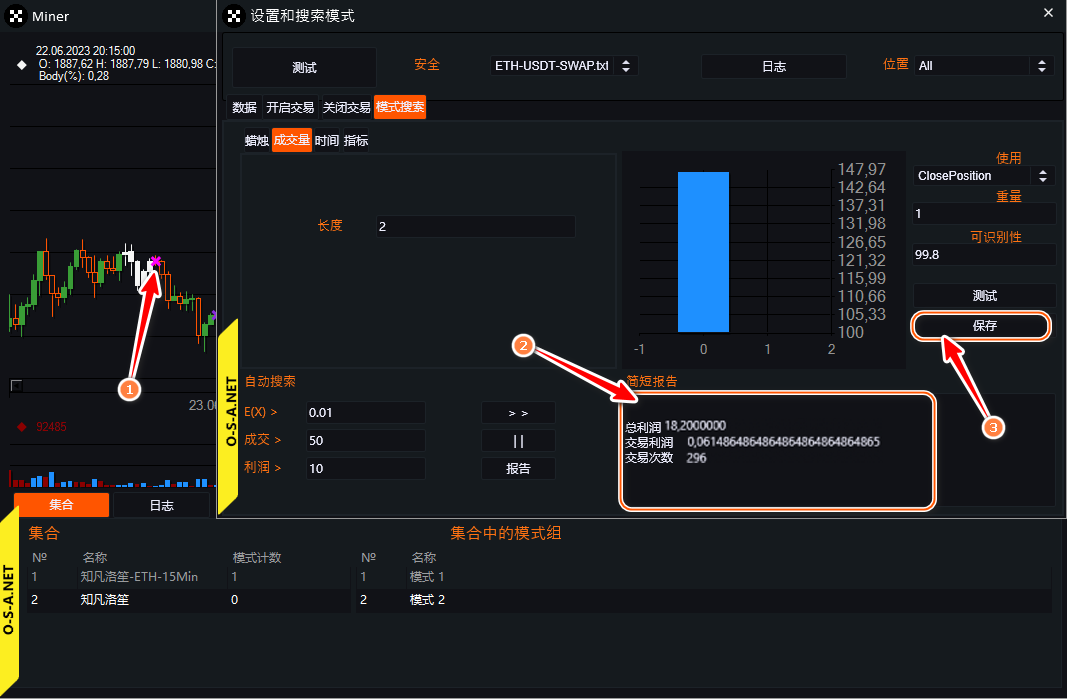 Miner
设置和搜索模式
22.06.2023 20:15:00
O: 1887,62 H: 1887,79 L: 1880,98 C:
Body(%): 0,28
测试
安全
ETH-USDT-SWAP.txt
日志
位置
All
数据 开启交易 关闭交易 模式搜索
蜡烛 成交量 时间 指标
长度
2
147,97
142,64
137,31
131,98
126,65
121,32
115,99
110,66
105,33
100
-1 0 1 2
使用
ClosePosition
重量
1
可识别性
99.8
测试
保存
1
2
3
23.06
92485
自动搜索
E(X) > 0.01 > >
成交 > 50 ||
利润 > 10 报告
简短报告
总利润 18,2000000
交易利润 0,0614864864864864864864864865
交易次数 296
O-S-A.NET
集合 日志
集合
集合中的模式组
№ 名称 模式计数 № 名称
1 知凡洛笙-ETH-15Min 1 1 模式 1
2 知凡洛笙 0 2 模式 2
O-S-A.NET